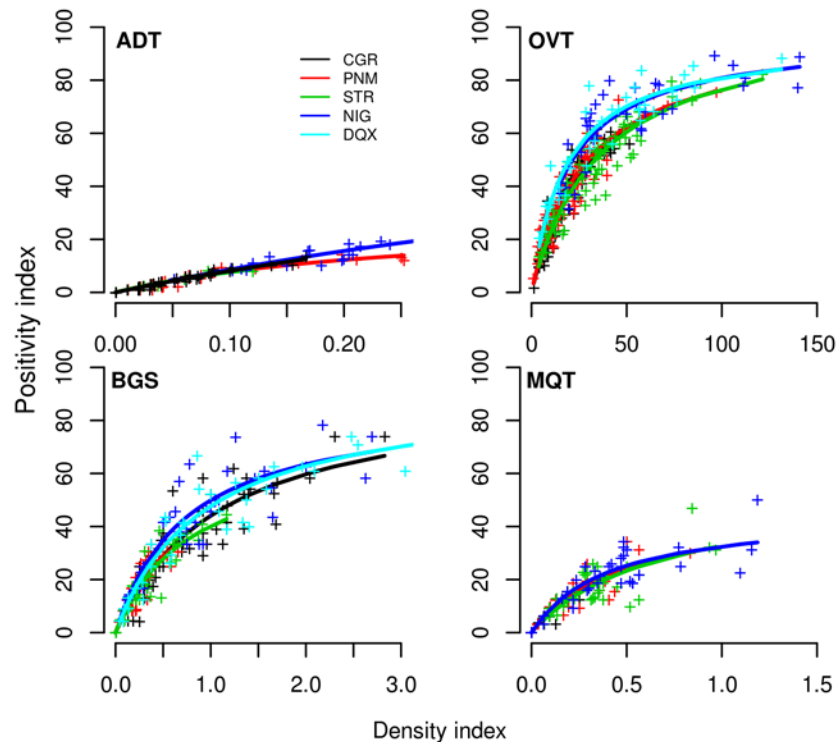 ADT
CGR
PNM
STR
NIG
DQX
0 20 40 60 80 100
0.00 0.10 0.20
OVT
0 20 40 60 80 100
0 50 100 150
Positivity index
BGS
0 20 40 60 80 100
0.0 1.0 2.0 3.0
MQT
0 20 40 60 80 100
0.0 0.5 1.0 1.5
Density index